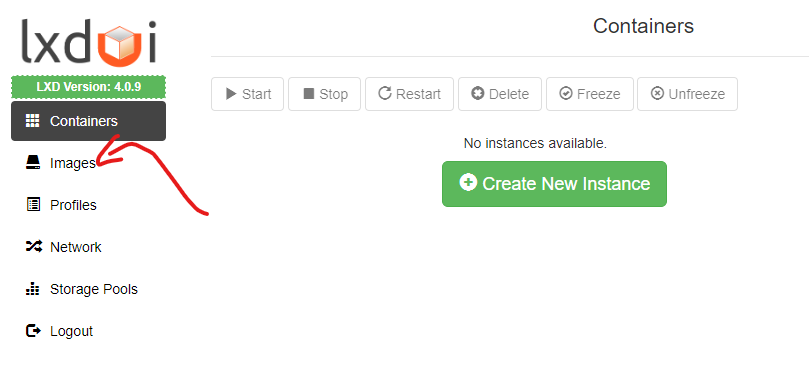 lxdui
LXD Version: 4.0.9
Containers
Images
Profiles
Network
Storage Pools
Logout
Containers
Start Stop Restart Delete Freeze Unfreeze
No instances available.
Create New Instance